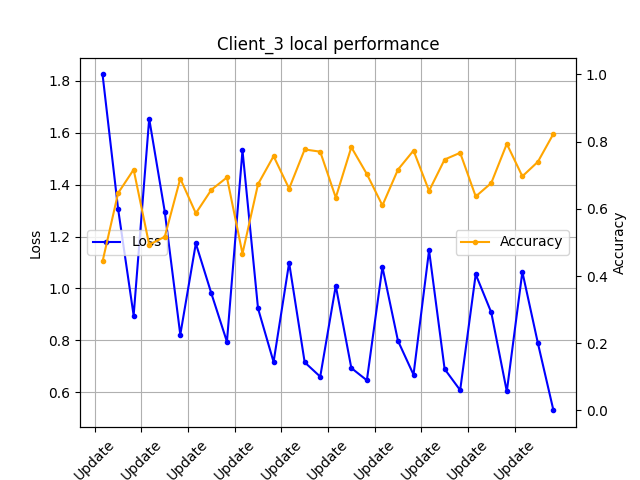 Client_3 local performance
Loss
1.8
1.6
1.4
1.2
1.0
0.8
0.6
1.0
0.8
0.6
0.4
0.2
0.0
Accuracy
Loss
Accuracy
Update
Update
Update
Update
Update
Update
Update
Update
Update
Update